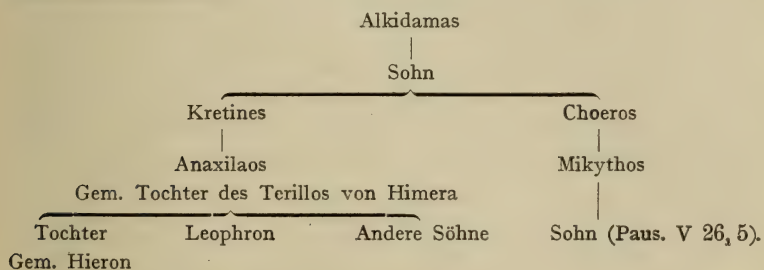 Alkidamas
Sohn
Kretines Choeros
Anaxilaos Mikythos
Gem. Tochter des Terillos von Himera
Tochter Leophron Andere Söhne Sohn (Paus. V 26, 5).
Gem. Hieron